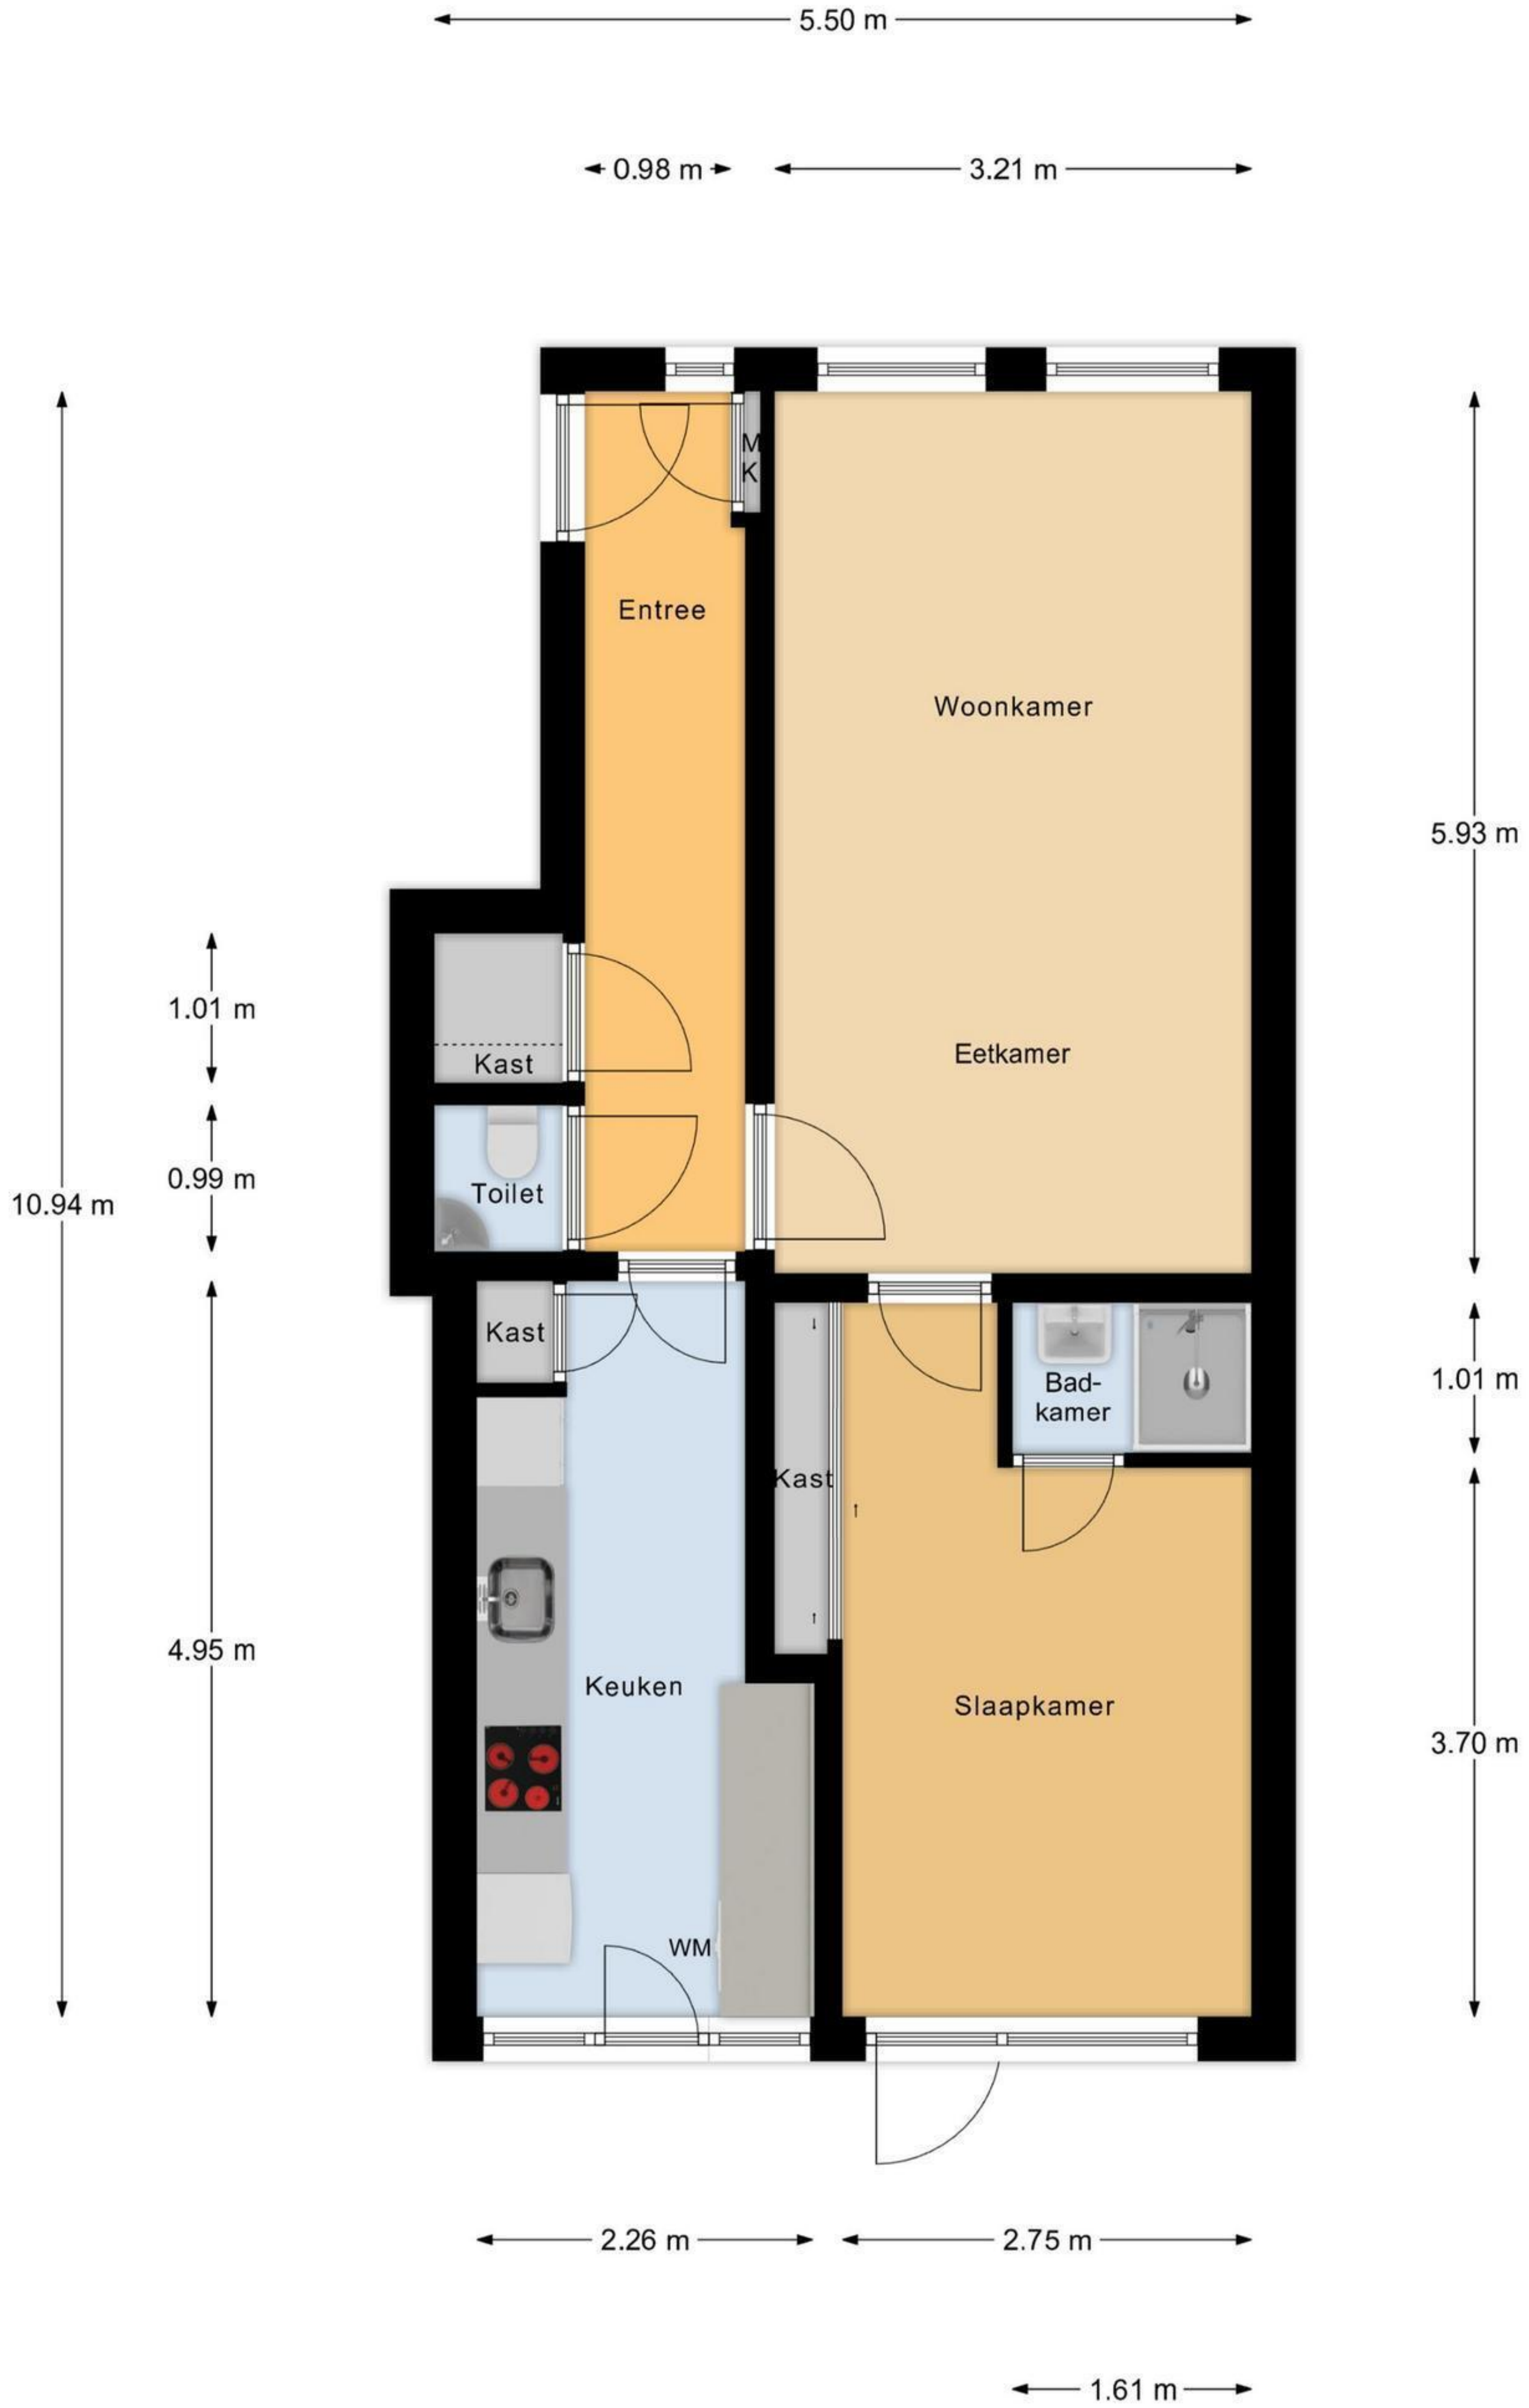 5.50 m
0.98 m
3.21 m
M
K
Entree
Woonkamer
5.93 m
1.01 m
Kast
Eetkamer
0.99 m
Toilet
10.94 m
Kast
Bad-
kamer
1.01 m
Kast
4.95 m
Keuken
Slaapkamer
3.70 m
WM
2.26 m
2.75 m
1.61 m